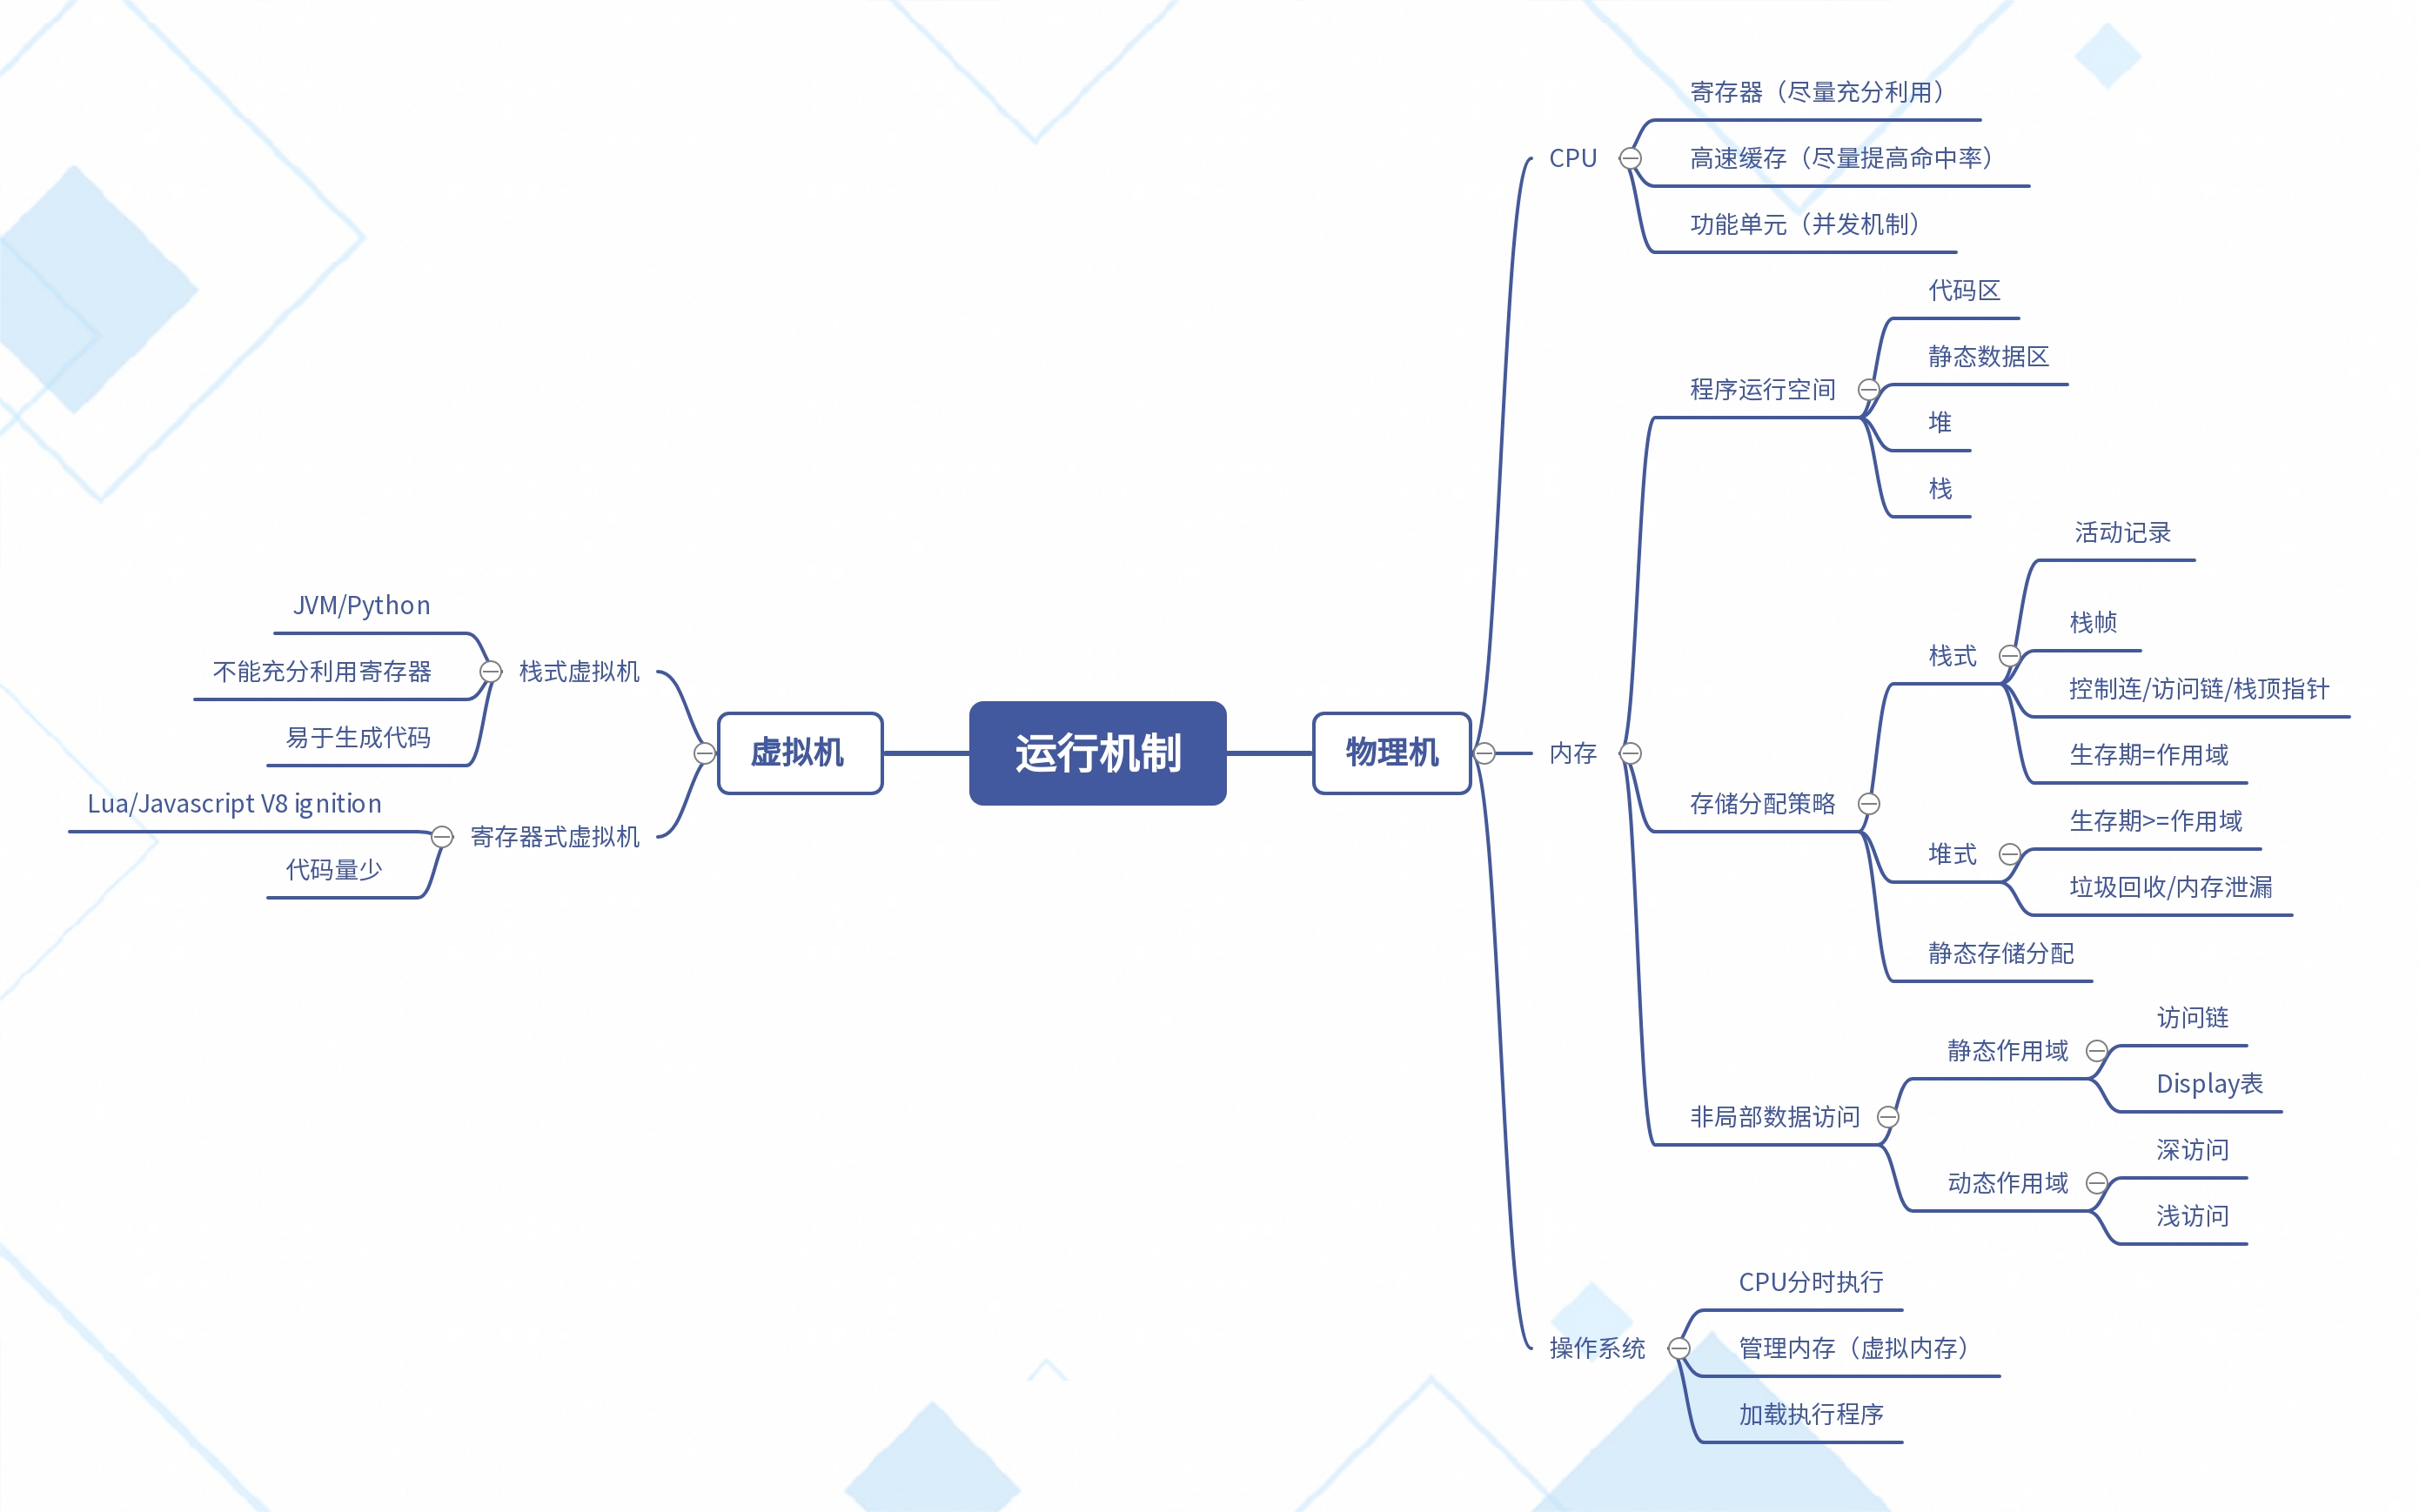 运行机制
虚拟机
栈式虚拟机
JVM/Python
不能充分利用寄存器
易于生成代码
寄存器式虚拟机
Lua/Javascript V8 ignition
代码量少
物理机
CPU
寄存器（尽量充分利用）
高速缓存（尽量提高命中率）
功能单元（并发机制）
内存
程序运行空间
代码区
静态数据区
堆
栈
存储分配策略
栈式
活动记录
栈帧
控制连/访问链/栈顶指针
生存期=作用域
堆式
生存期>=作用域
垃圾回收/内存泄漏
静态存储分配
非局部数据访问
静态作用域
访问链
Display表
动态作用域
深访问
浅访问
操作系统
CPU分时执行
管理内存（虚拟内存）
加载执行程序